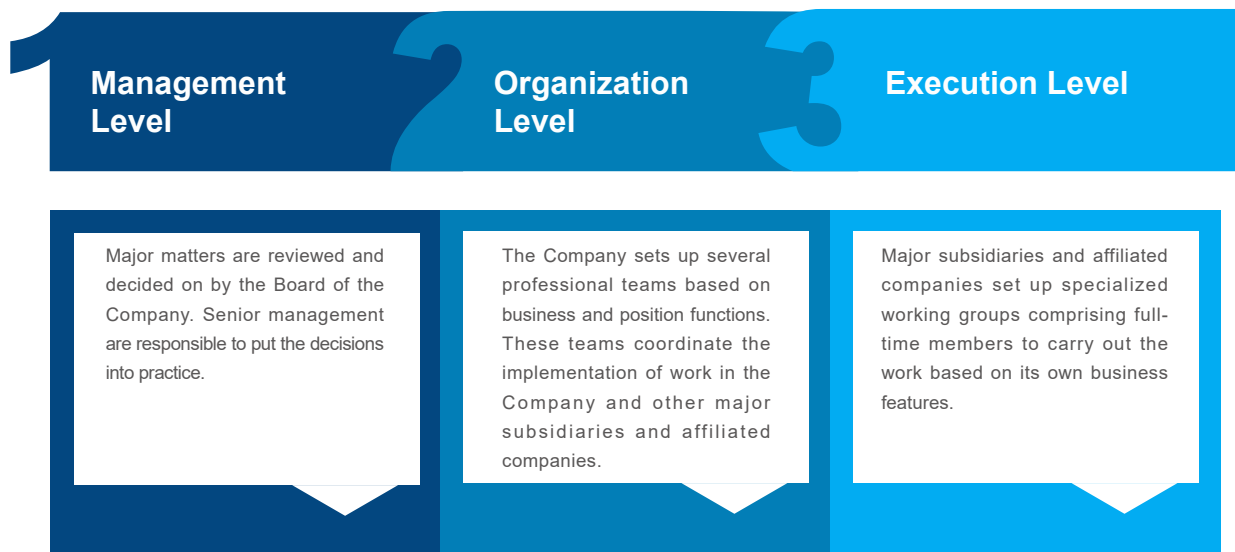 1
Management
Level
2
Organization
Level
3
Execution Level
Major matters are reviewed and
decided on by the Board of the
Company. Senior management
are responsible to put the decisions
into practice.
The Company sets up several
professional teams based on
business and position functions.
These teams coordinate the
implementation of work in the
Company and other major
subsidiaries and affiliated
companies.
Major subsidiaries and affiliated
companies set up specialized
working groups comprising full-
time members to carry out the
work based on its own business
features.